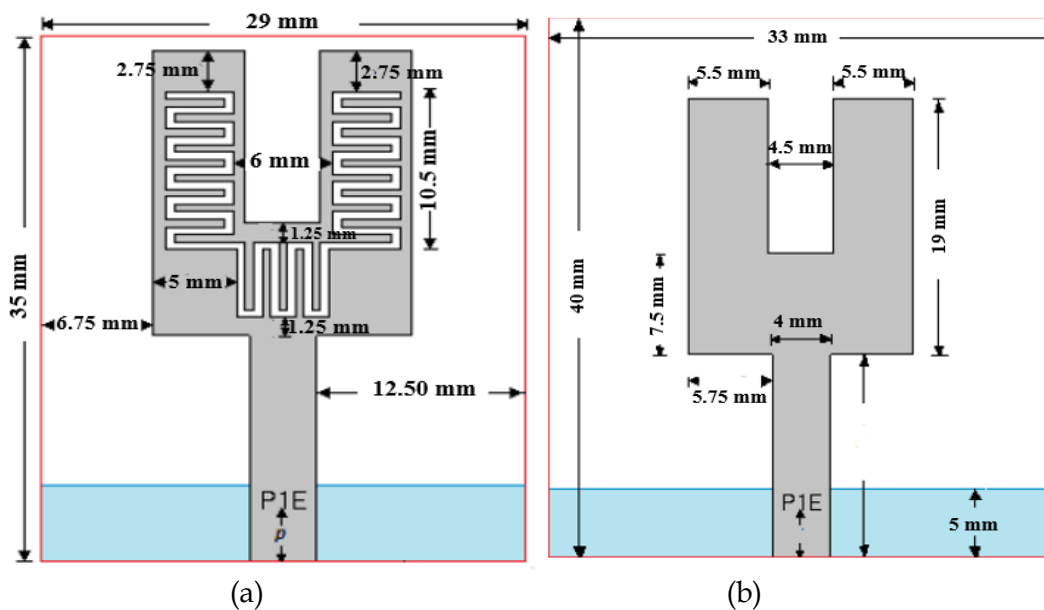 29 mm
2.75 mm
2.75 mm
6 mm
10.5 mm
1.25 mm
35 mm
5 mm
6.75 mm
1.25 mm
12.50 mm
P1E
p
(a)
33 mm
5.5 mm
5.5 mm
4.5 mm
19 mm
40 mm
7.5 mm
4 mm
5.75 mm
P1E
5 mm
(b)